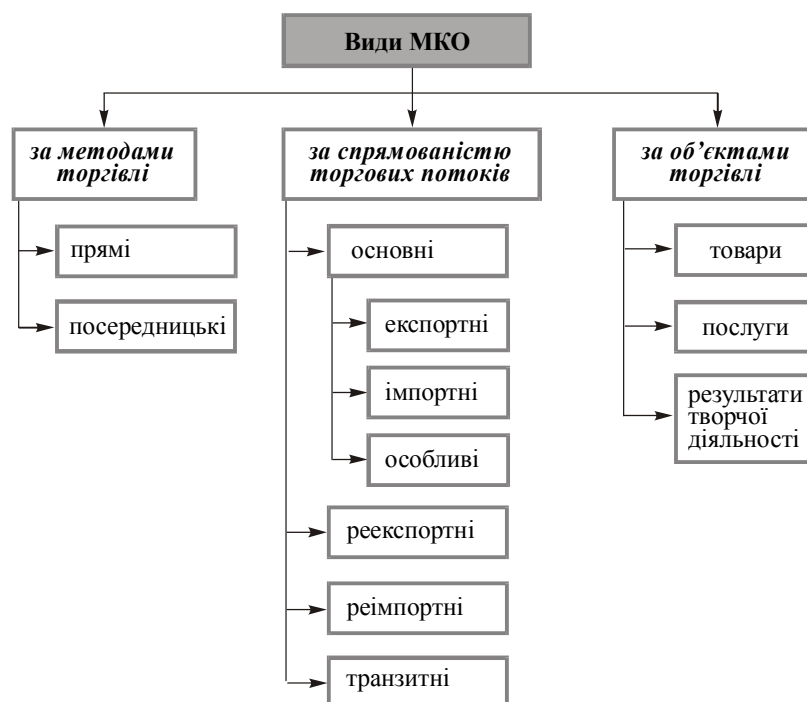 Види МКО
за методами
торгівлі
прямі
посередницькі
за спрямованістю
торгових потоків
основні
експортні
імпортні
особливі
реекспортні
реімпортні
транзитні
за об’єктами
торгівлі
товари
послуги
результати
творчої
діяльності